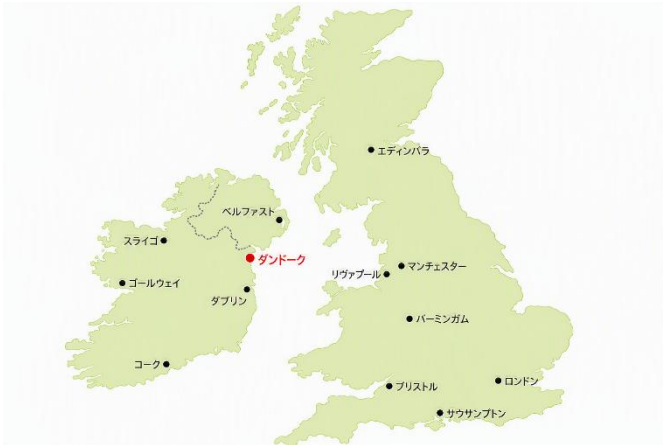 エディンバラ
ベルファスト
スライゴ
ダンドーク
マンチェスター
リヴァプール
ゴールウェイ
ダブリン
バーミンガム
コーク
ブリストル
ロンドン
サウサンプトン